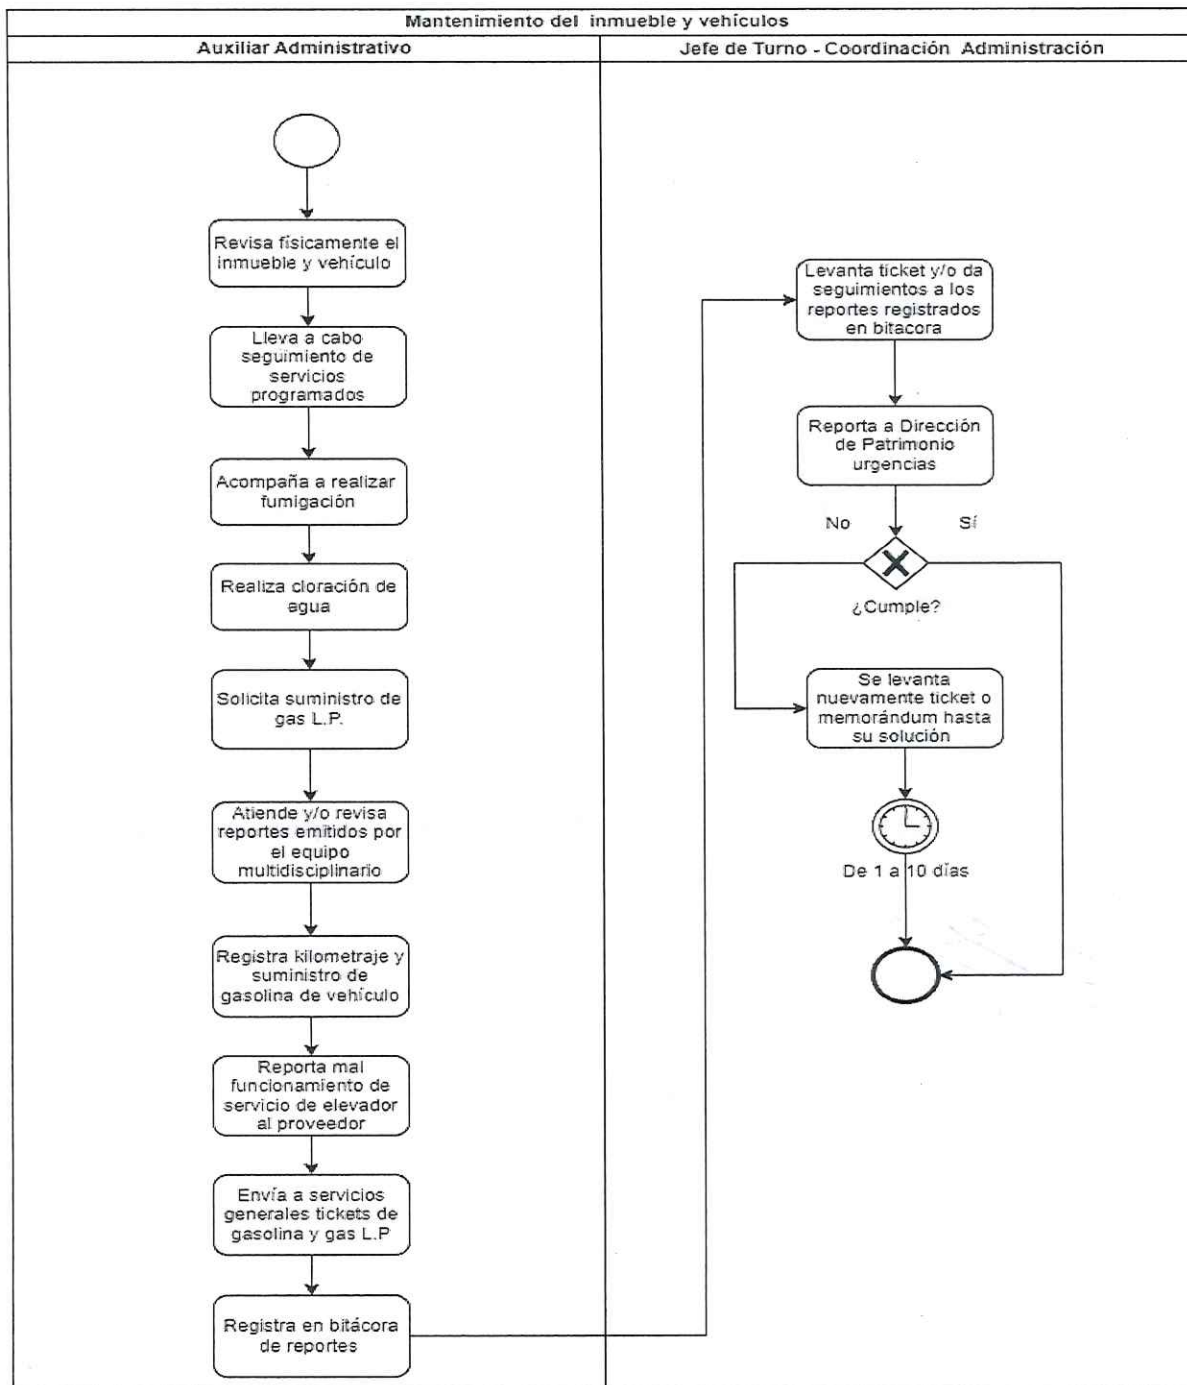 Mantenimiento del inmueble y vehículos
Auxiliar Administrativo
Jefe de Turno - Coordinación Administración
Revisa físicamente el
inmueble y vehículo
Lleva a cabo
seguimiento de
servicios
programados
Acompaña a realizar
fumigación
Realiza cloración de
agua
Solicita suministro de
gas L.P.
Atiende y/o revisa
reportes emitidos por
el equipo
multidisciplinario
Registra kilometraje y
suministro de
gasolina de vehículo
Reporta mal
funcionamiento de
servicio de elevador
al proveedor
Envía a servicios
generales tickets de
gasolina y gas L.P
Registra en bitácora
de reportes
Levanta ticket y/o da
seguimientos a los
reportes registrados
en bitacora
Reporta a Dirección
de Patrimonio
urgencias
No
Sí
¿Cumple?
Se levanta
nuevamente ticket o
memorándum hasta
su solución
De 1 a 10 días